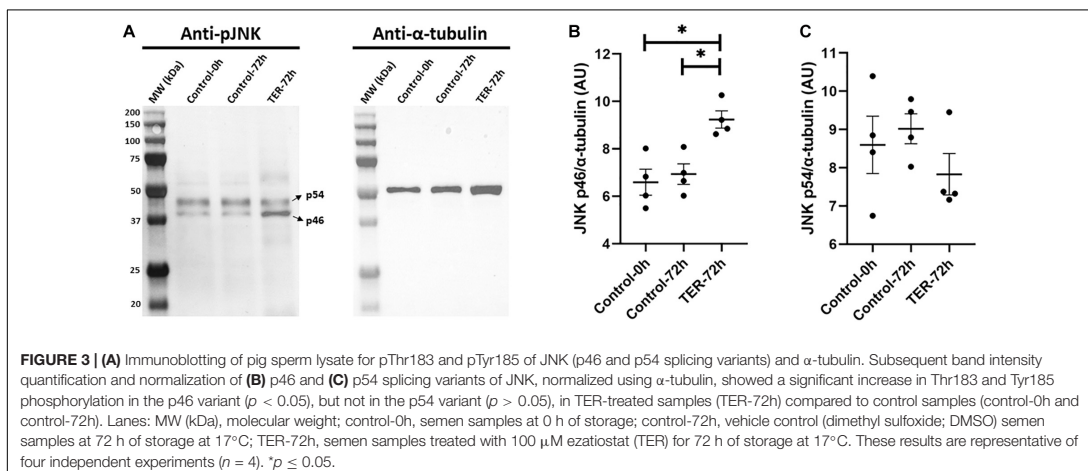 A
Anti-pJNK
Anti-α-tubulin
MW (kDa)
Control-0h
Control-72h
TER-72h
MW (kDa)
Control-0h
Control-72h
TER-72h
200
150
100
75
50
37
25
20
p54
p46
B
JNK p46/α-tubulin (AU)
12
10
8
6
4
*
*
Control-0h
Control-72h
TER-72h
C
JNK p54/α-tubulin (AU)
11
10
9
8
7
6
Control-0h
Control-72h
TER-72h
FIGURE 3 | (A) Immunoblotting of pig sperm lysate for pThr183 and pTyr185 of JNK (p46 and p54 splicing variants) and α-tubulin. Subsequent band intensity
quantification and normalization of (B) p46 and (C) p54 splicing variants of JNK, normalized using α-tubulin, showed a significant increase in Thr183 and Tyr185
phosphorylation in the p46 variant (p < 0.05), but not in the p54 variant (p > 0.05), in TER-treated samples (TER-72h) compared to control samples (control-0h and
control-72h). Lanes: MW (kDa), molecular weight; control-0h, semen samples at 0 h of storage; control-72h, vehicle control (dimethyl sulfoxide; DMSO) semen
samples at 72 h of storage at 17°C; TER-72h, semen samples treated with 100 μM ezatiostat (TER) for 72 h of storage at 17°C. These results are representative of
four independent experiments (n = 4). *p ≤ 0.05.